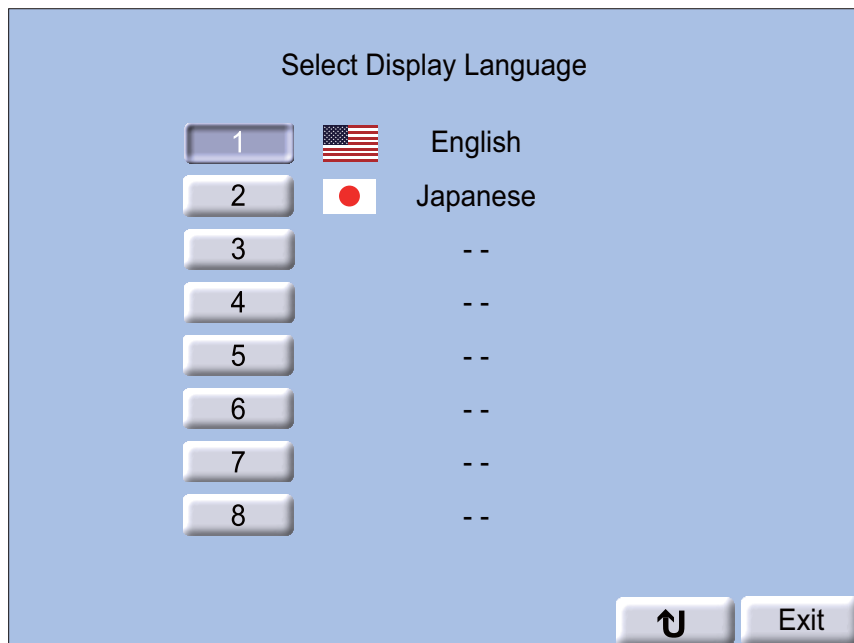 Select Display Language
1 English
2 Japanese
3 - -
4 - -
5 - -
6 - -
7 - -
8 - -
Exit